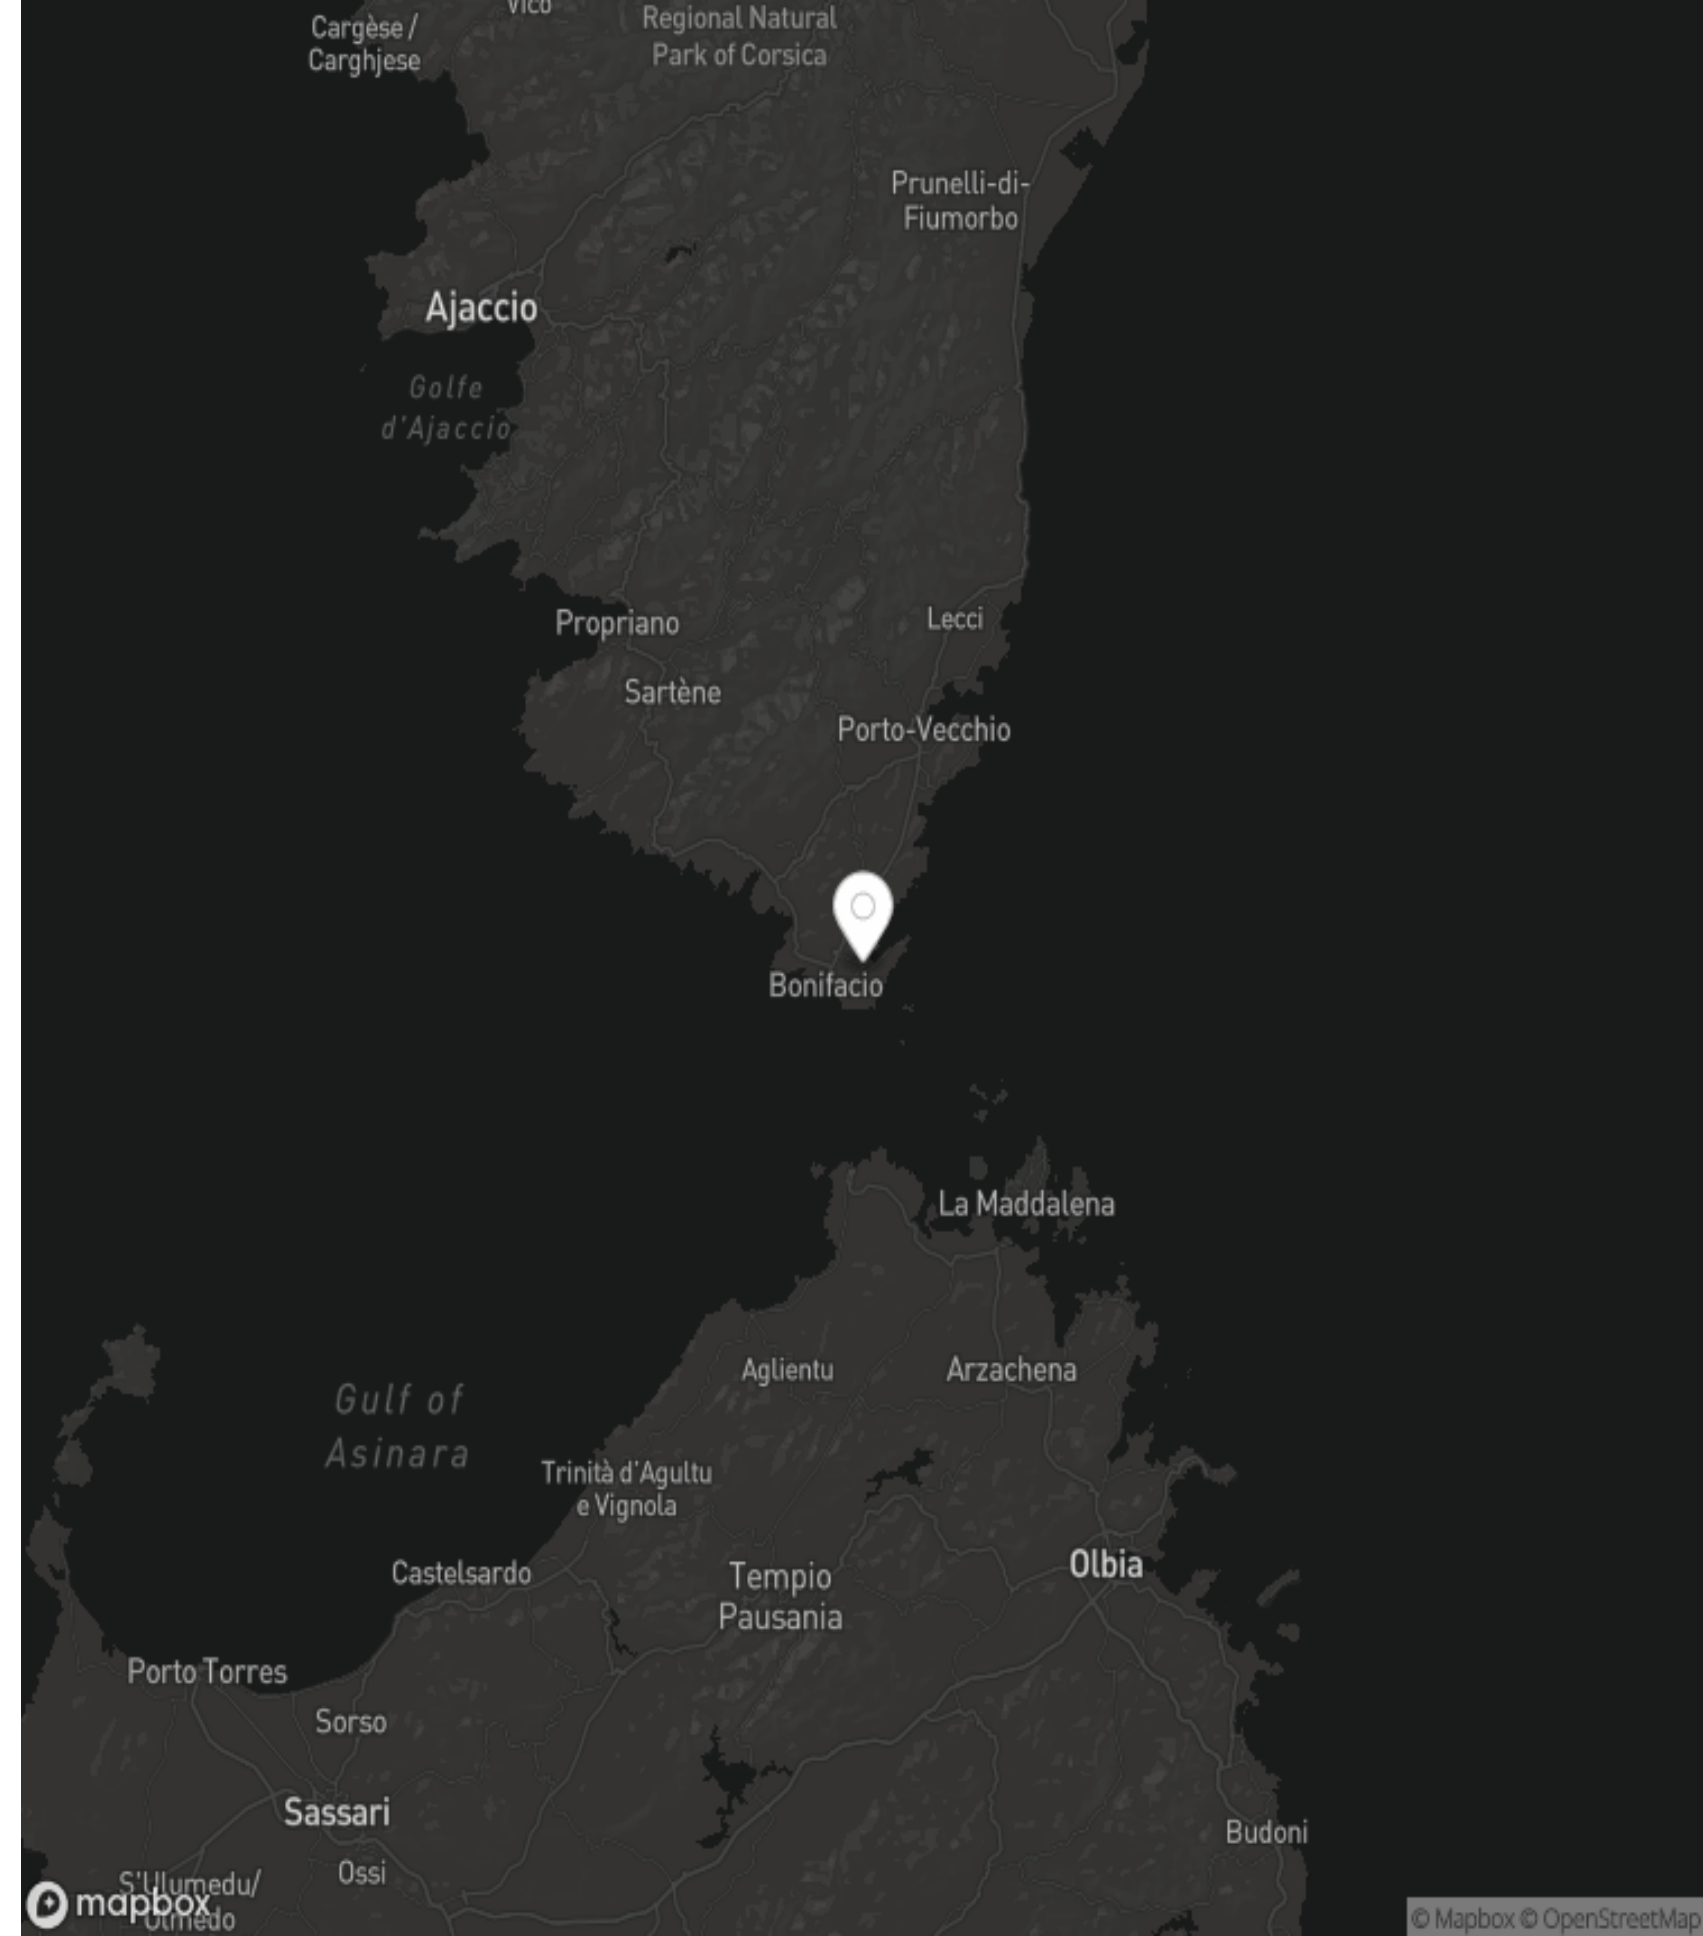 Vico
Cargèse /
Carghjese
Regional Natural
Park of Corsica
Prunelli-di-
Fiumorbo
Ajaccio
Golfe
d'Ajaccio
Propriano
Lecci
Sartène
Porto-Vecchio
Bonifacio
La Maddalena
Aglientu
Arzachena
Gulf of
Asinara
Trinità d'Agultu
e Vignola
Castelsardo
Tempio
Pausania
Olbia
Porto Torres
Sorso
Sassari
Budoni
Ossi
S'Ulumedu/
Olmedo
mapbox
© Mapbox © OpenStreetMap